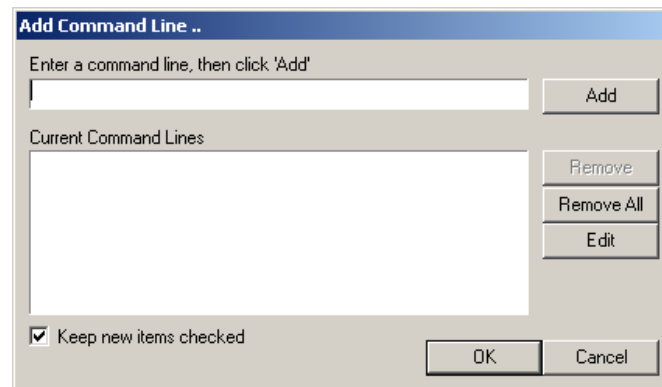 Add Command Line ..
Enter a command line, then click 'Add'
Add
Current Command Lines
Remove
Remove All
Edit
Keep new items checked
OK
Cancel